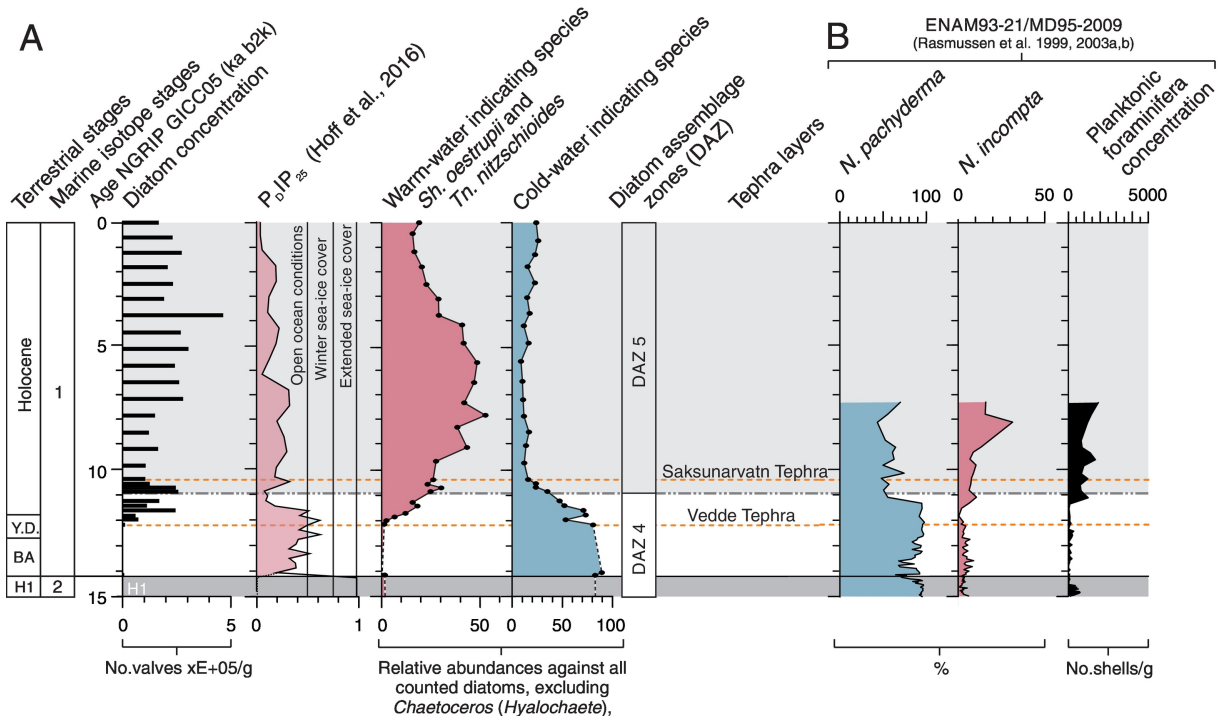 A
Terrestrial stages
Marine isotope stages
Age NGRIP GICC05 (ka b2k)
Diatom concentration
PDIP25 (Hoff et al., 2016)
Warm-water indicating species
Sh. oestrupii and
Tn. nitzschioides
Cold-water indicating species
Diatom assemblage
zones (DAZ)
Tephra layers
B
ENAM93-21/MD95-2009
(Rasmussen et al. 1999, 2003a,b)
N. pachyderma
N. incompta
Planktonic
foraminifera
concentration
0 100
0 50
0 5000
0
5
10
15
Holocene
Y.D.
BA
H1
1
2
H1
Open ocean conditions
Winter sea-ice cover
Extended sea-ice cover
DAZ 5
DAZ 4
Saksunarvatn Tephra
Vedde Tephra
0 5
0 1
0 50
0 50 100
No.valves xE+05/g
Relative abundances against all
counted diatoms, excluding
Chaetoceros (Hyalochaete),
%
No.shells/g